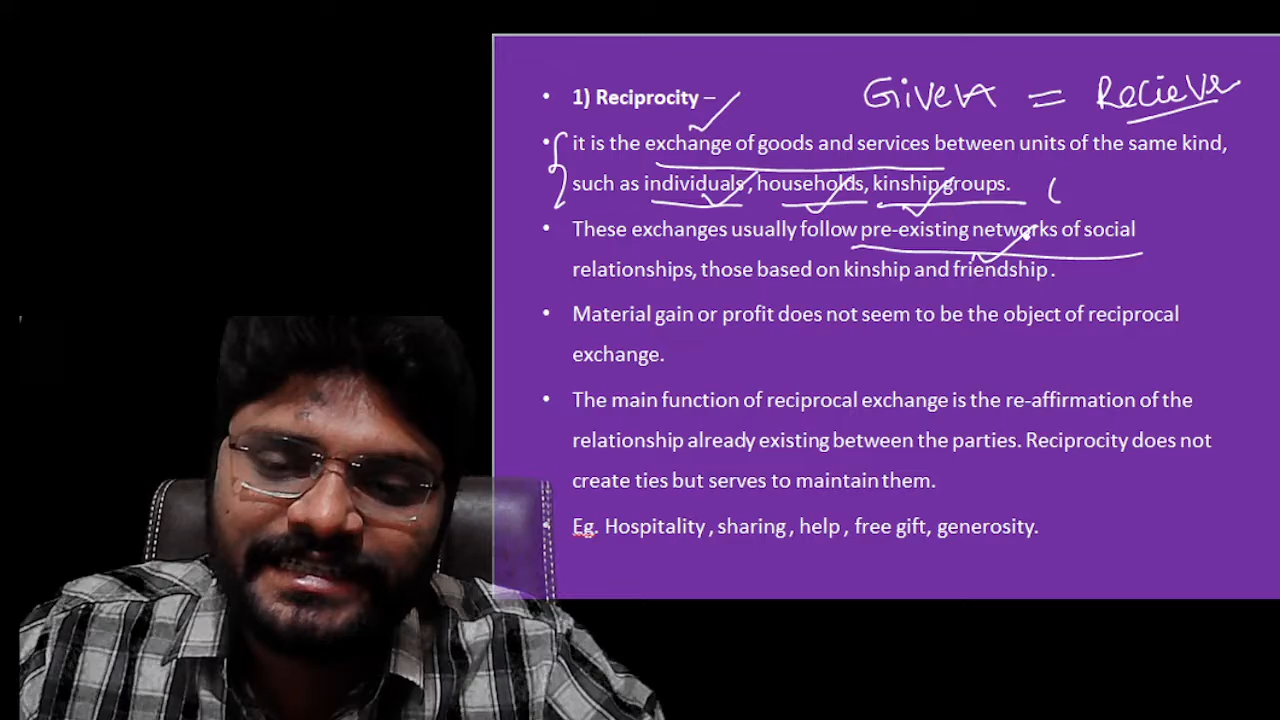 1) Reciprocity –
GiveN = Recieve
it is the exchange of goods and services between units of the same kind,
such as individuals, households, kinship groups.
These exchanges usually follow pre-existing networks of social
relationships, those based on kinship and friendship.
Material gain or profit does not seem to be the object of reciprocal
exchange.
The main function of reciprocal exchange is the re-affirmation of the
relationship already existing between the parties. Reciprocity does not
create ties but serves to maintain them.
Eg. Hospitality, sharing, help, free gift, generosity.